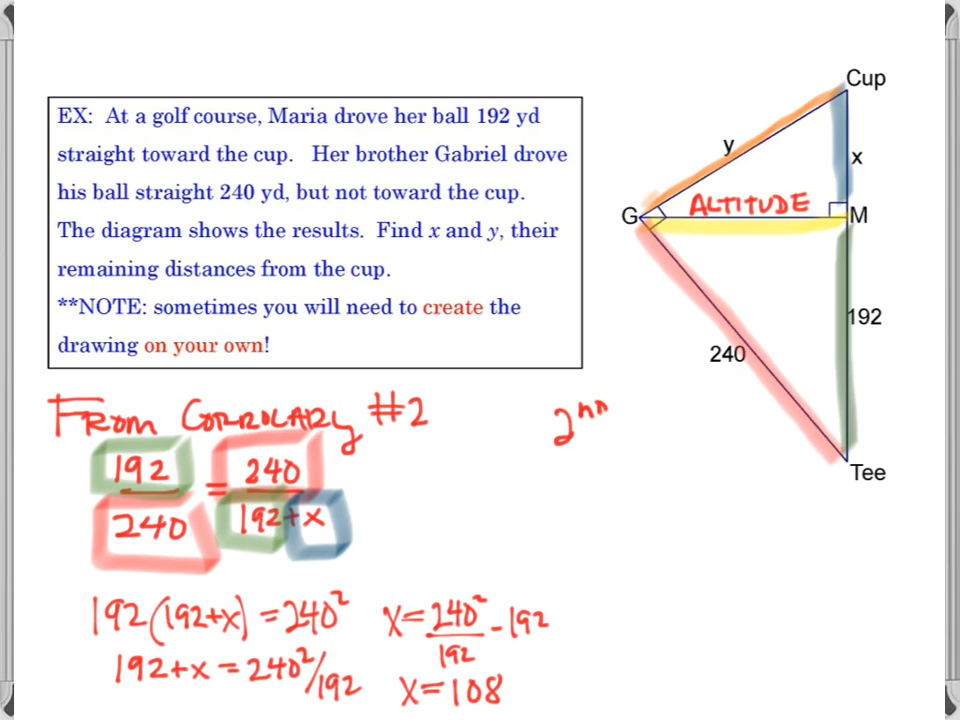 EX: At a golf course, Maria drove her ball 192 yd
straight toward the cup. Her brother Gabriel drove
his ball straight 240 yd, but not toward the cup.
The diagram shows the results. Find x and y, their
remaining distances from the cup.
**NOTE: sometimes you will need to create the
drawing on your own!
Cup
y
x
G
ALTITUDE
M
192
240
Tee
FROM CORROLARY #2
2nn
192/240 = 240/192+x
192(192+x) = 240²
192+x = 240²/192
x = 240²/192 - 192
x = 108